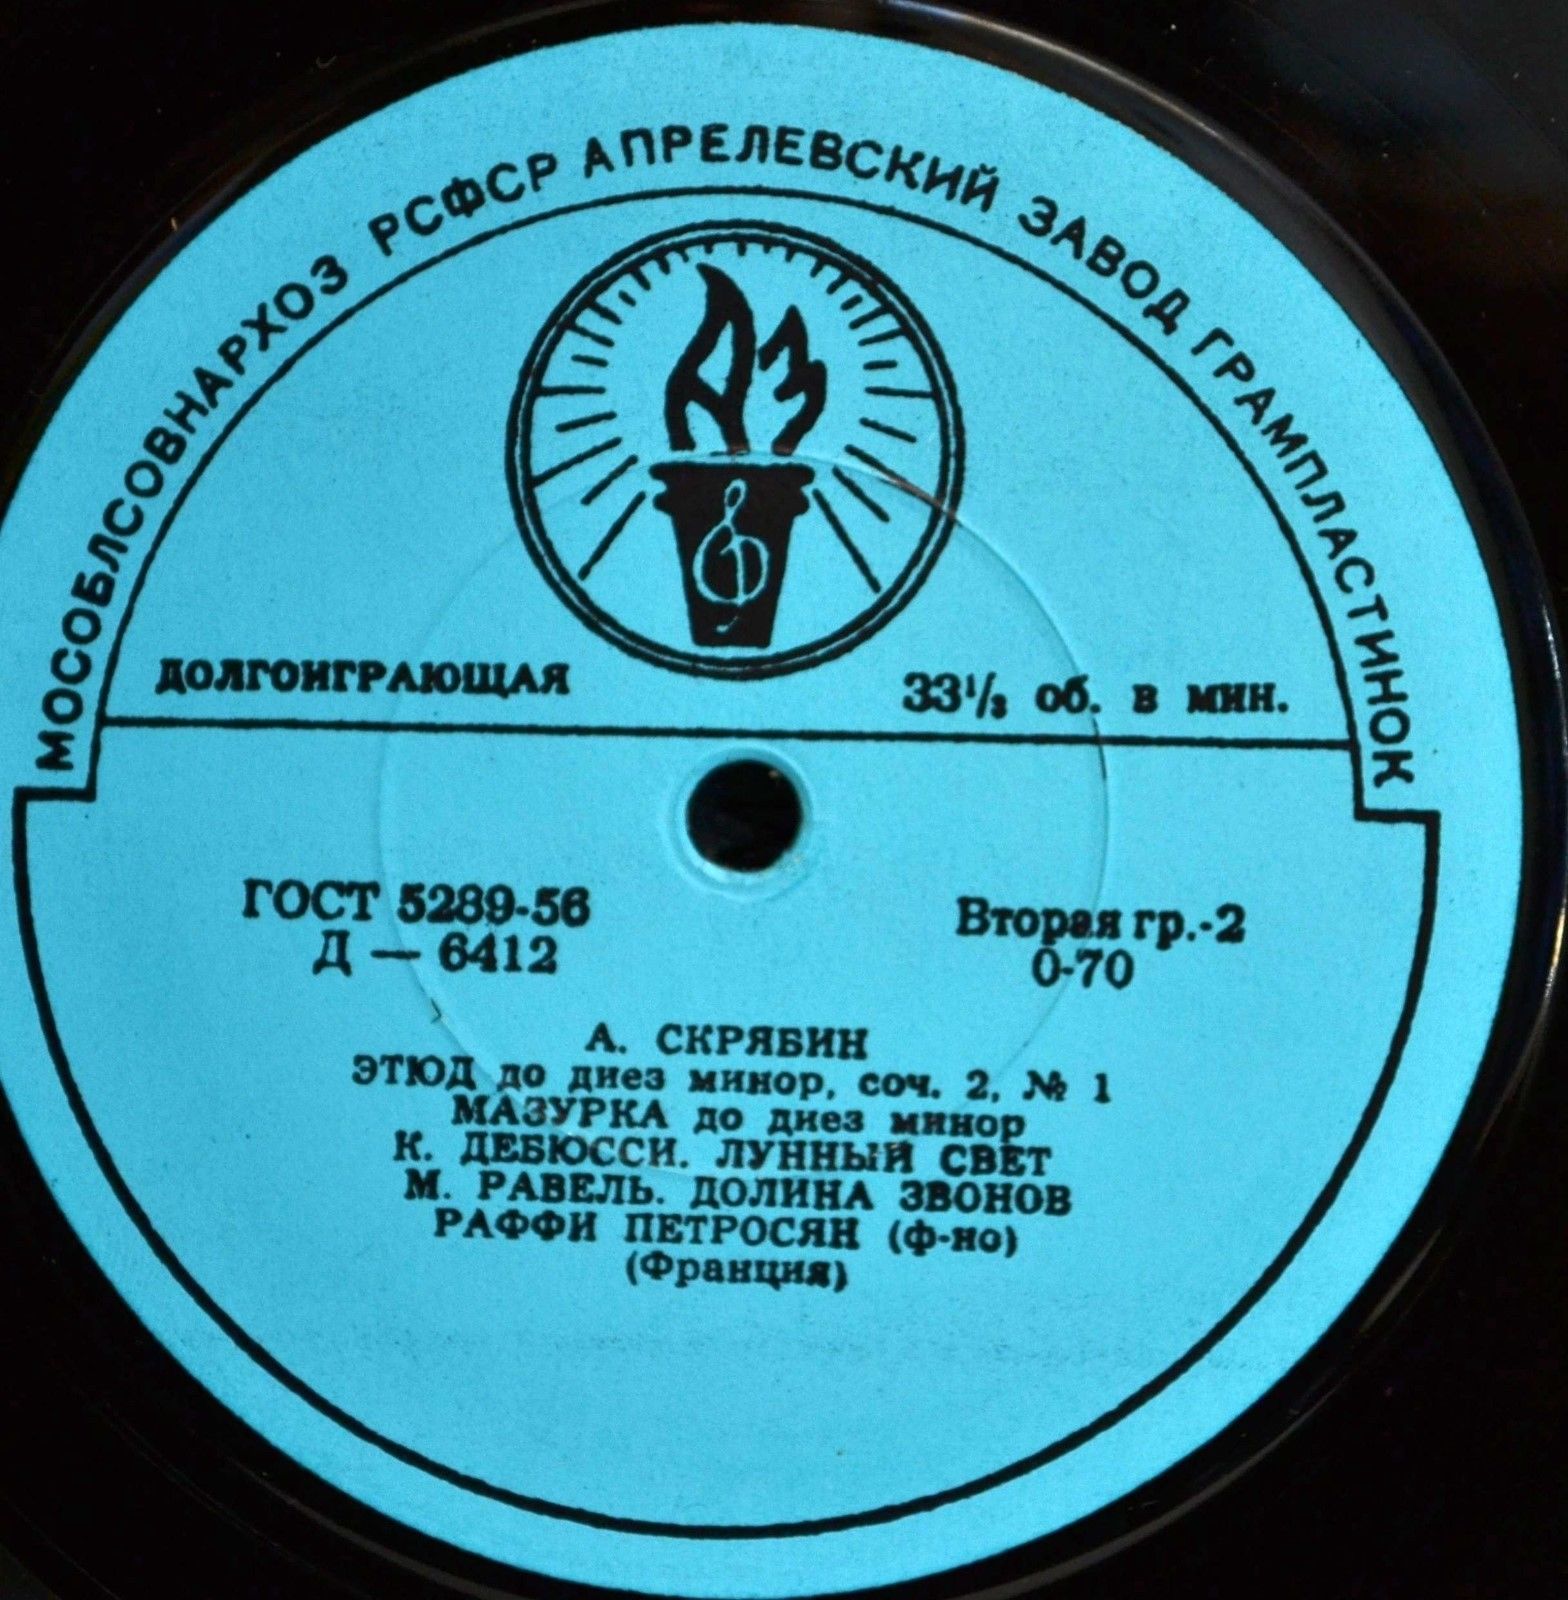 МОСОБЛСОВНАРХОЗ РСФСР АПРЕЛЕВСКИЙ ЗАВОД ГРАМПЛАСТИНОК
АЗ
ДОЛГОИГРАЮЩАЯ
33⅓ об. в мин.
ГОСТ 5289-56
Д — 6412
Вторая гр.-2
0-70
А. СКРЯБИН
ЭТЮД до диез минор, соч. 2, № 1
МАЗУРКА до диез минор
К. ДЕБЮССИ. ЛУННЫЙ СВЕТ
М. РАВЕЛЬ. ДОЛИНА ЗВОНОВ
РАФФИ ПЕТРОСЯН (ф-но)
(Франция)